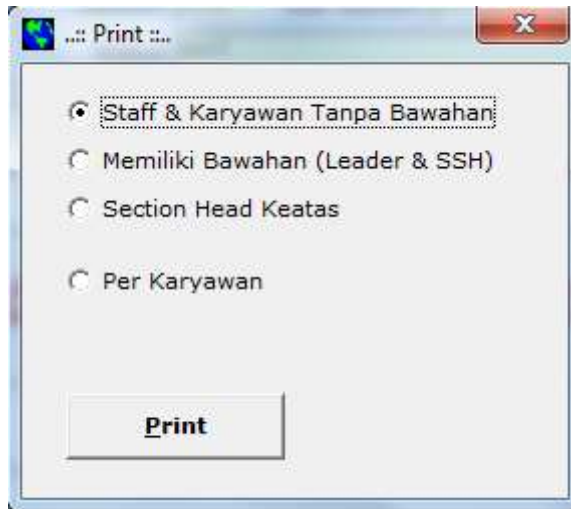 ..:: Print ::..
Staff & Karyawan Tanpa Bawahan
Memiliki Bawahan (Leader & SSH)
Section Head Keatas
Per Karyawan
Print